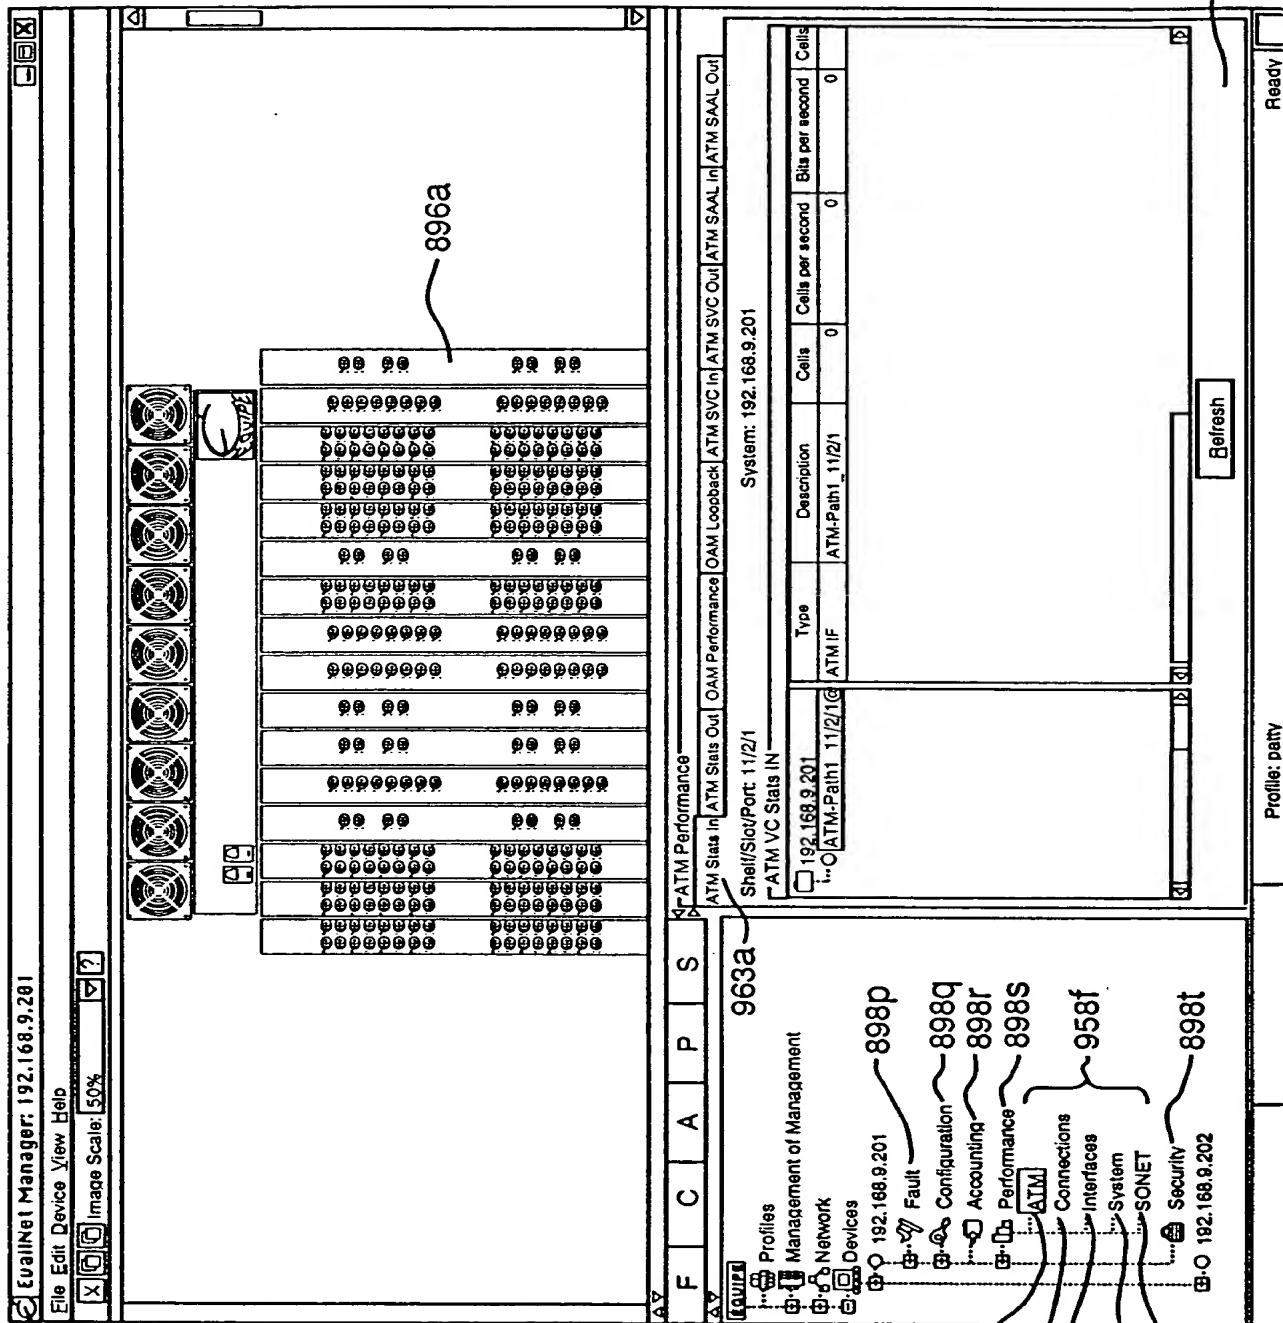 EvalNet Manager: 192.168.9.201
File Edit Device View Help
X Image Scale: 50% ?
896a
F C A P S
EQUIPE
Profiles
Management of Management
Network
Devices
192.168.9.201
Fault
Configuration
Accounting
Performance
ATM
Connections
Interfaces
System
SONET
Security
192.168.9.202
963a
898p
898q
898r
898s
958f
898t
ATM Performance
ATM Stats In ATM Stats Out OAM Performance OAM Loopback ATM SVC In ATM SVC Out ATM SAAL In ATM SAAL Out
Shelf/Slot/Port: 11/2/1 System: 192.168.9.201
ATM VC Stats IN
192.168.9.201
ATM-Path1 11/2/1@
Type Description Cells Cells per second Bits per second Cells
ATM IF ATM-Path1_11/2/1 0 0 0
Refresh
Profile: patty Ready